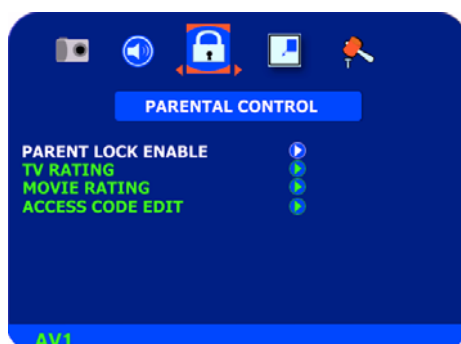 PARENTAL CONTROL
PARENT LOCK ENABLE
TV RATING
MOVIE RATING
ACCESS CODE EDIT
AV1